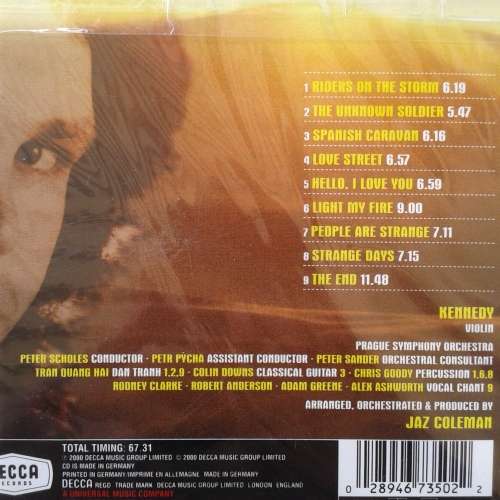 1 RIDERS ON THE STORM 6.19
2 THE UNKNOWN SOLDIER 5.47
3 SPANISH CARAVAN 6.16
4 LOVE STREET 6.57
5 HELLO, I LOVE YOU 6.59
6 LIGHT MY FIRE 9.00
7 PEOPLE ARE STRANGE 7.11
8 STRANGE DAYS 7.15
9 THE END 11.48
KENNEDY
VIOLIN
PRAGUE SYMPHONY ORCHESTRA
PETER SCHOLES CONDUCTOR · PETR PÝCHA ASSISTANT CONDUCTOR · PETER SANDER ORCHESTRAL CONSULTANT
TRAN QUANG HAI DAN TRANH 1,2,9 · COLIN DOWNS CLASSICAL GUITAR 3 · CHRIS GOODY PERCUSSION 1,6,8
RODNEY CLARKE · ROBERT ANDERSON · ADAM GREENE · ALEX ASHWORTH VOCAL CHANT 9
ARRANGED, ORCHESTRATED & PRODUCED BY
JAZ COLEMAN
TOTAL TIMING: 67.31
℗ 2000 DECCA MUSIC GROUP LIMITED © 2000 DECCA MUSIC GROUP LIMITED
CD IS MADE IN GERMANY
PRINTED IN GERMANY/IMPRIME EN ALLEMAGNE MADE IN GERMANY
DECCA REGD TRADE MARK DECCA MUSIC GROUP LIMITED LONDON ENGLAND
A UNIVERSAL MUSIC COMPANY
DECCA
RECORDS
0 28946 73502 2